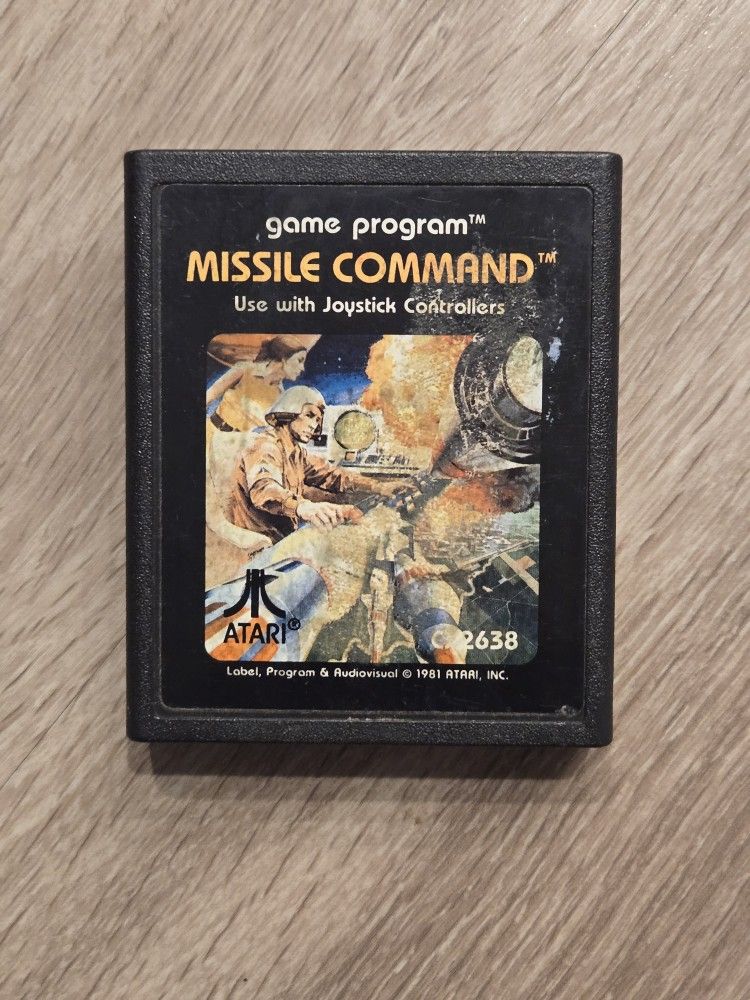 game program™
MISSILE COMMAND™
Use with Joystick Controllers
ATARI®
2638
Label, Program & Audiovisual © 1981 ATARI, INC.